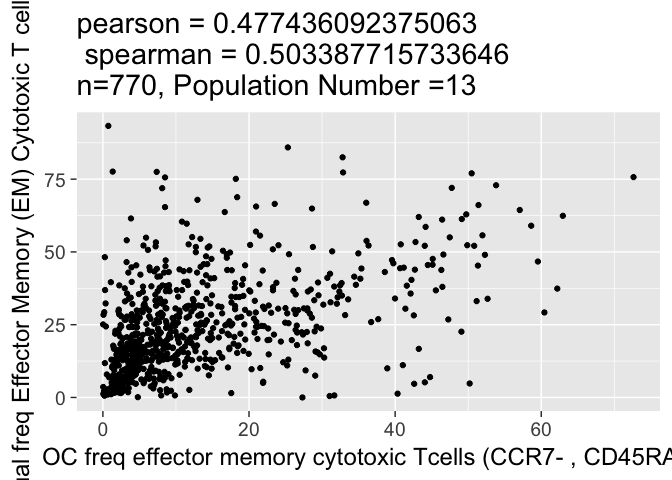 pearson = 0.477436092375063
spearman = 0.503387715733646
n=770, Population Number =13
ual freq Effector Memory (EM) Cytotoxic T cell
75
50
25
0
0 20 40 60
OC freq effector memory cytotoxic Tcells (CCR7- , CD45RA